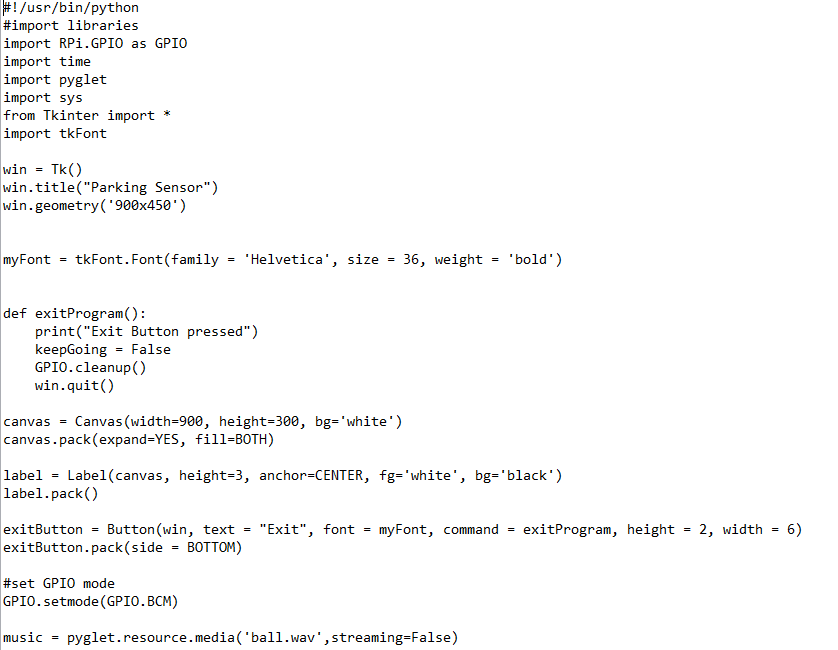 #!/usr/bin/python
#import libraries
import RPi.GPIO as GPIO
import time
import pyglet
import sys
from Tkinter import *
import tkFont

win = Tk()
win.title("Parking Sensor")
win.geometry('900x450')


myFont = tkFont.Font(family = 'Helvetica', size = 36, weight = 'bold')


def exitProgram():
    print("Exit Button pressed")
    keepGoing = False
    GPIO.cleanup()
    win.quit()

canvas = Canvas(width=900, height=300, bg='white')
canvas.pack(expand=YES, fill=BOTH)

label = Label(canvas, height=3, anchor=CENTER, fg='white', bg='black')
label.pack()

exitButton = Button(win, text = "Exit", font = myFont, command = exitProgram, height = 2, width = 6)
exitButton.pack(side = BOTTOM)

#set GPIO mode
GPIO.setmode(GPIO.BCM)

music = pyglet.resource.media('ball.wav',streaming=False)